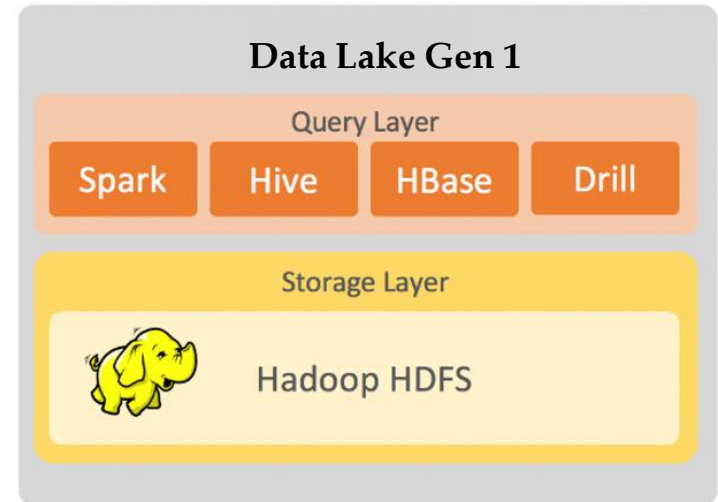 Data Lake Gen 1
Query Layer
Spark Hive HBase Drill
Storage Layer
Hadoop HDFS